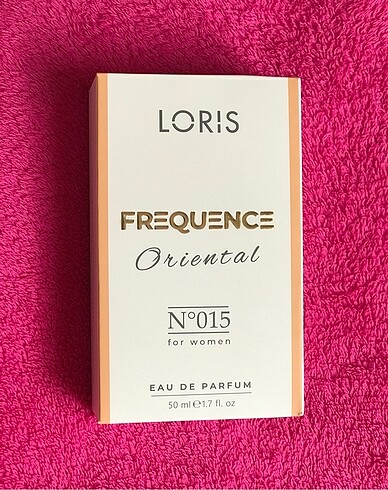 LORIS
FREQUENCE
Oriental
N°015
for women
EAU DE PARFUM
50 ml ℮ 1.7 fl. oz